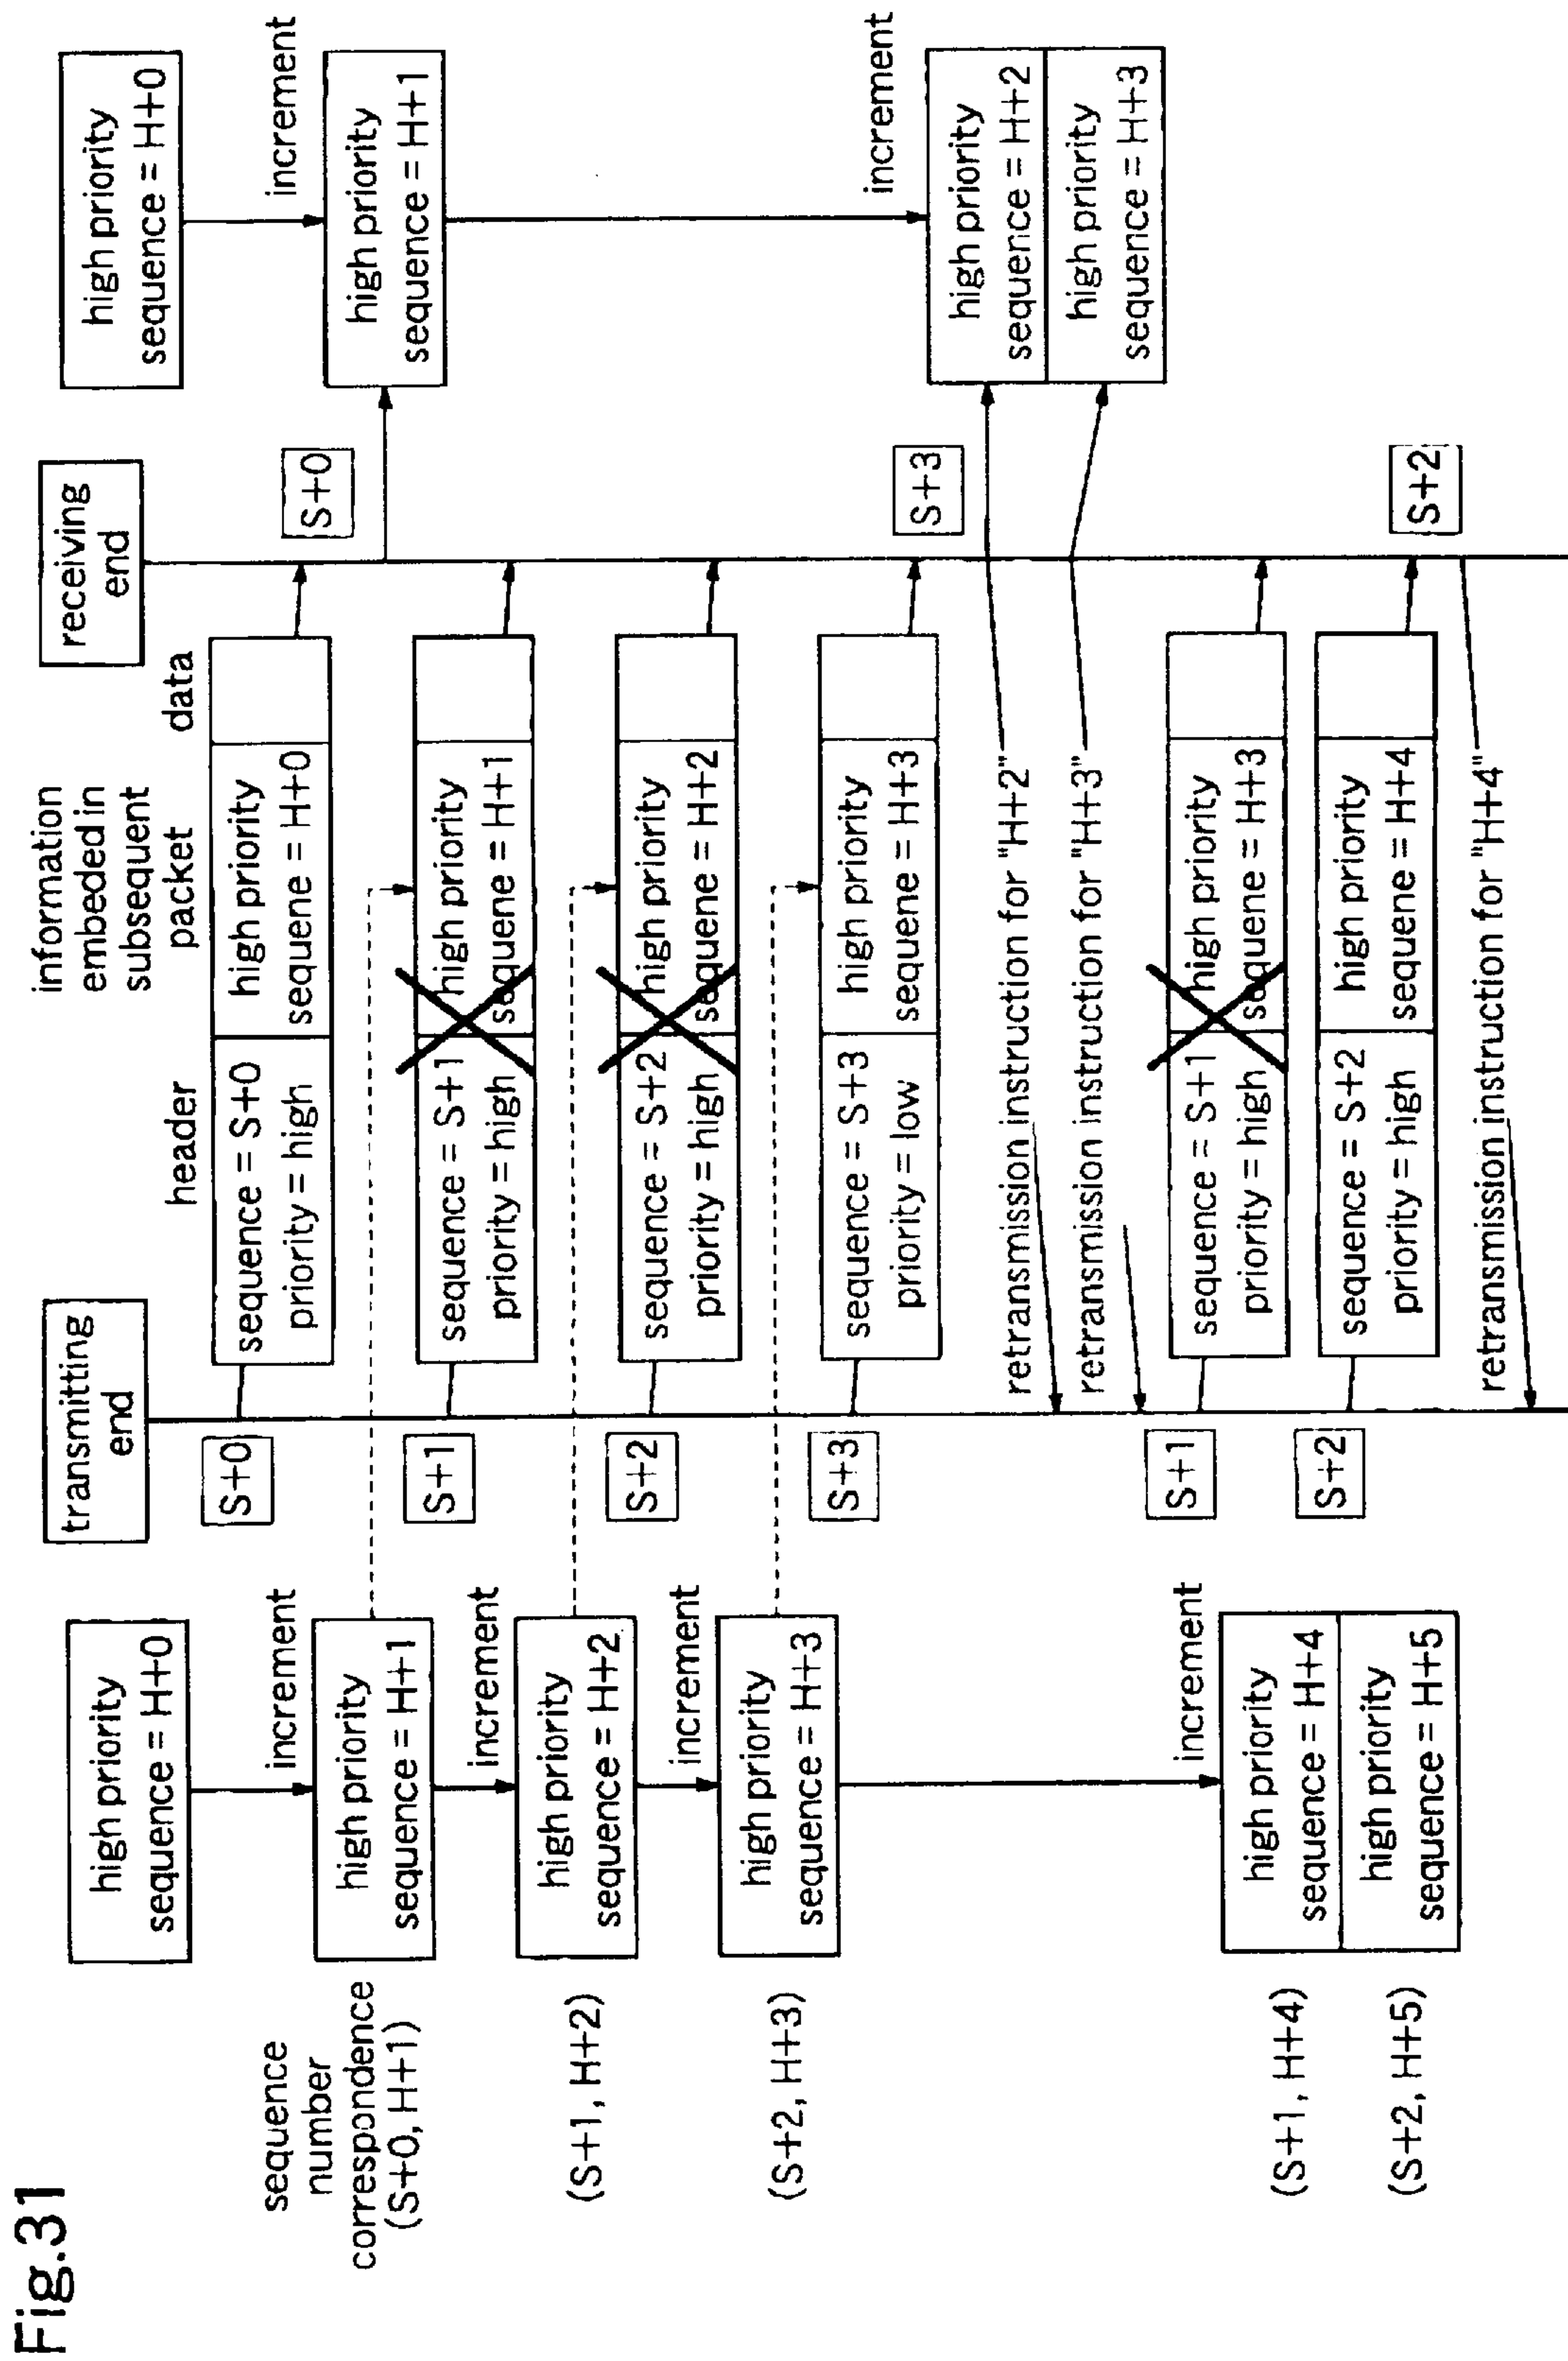 Fig.31
high priority
sequence = H+0
transmitting
end
receiving
end
high priority
sequence = H+0
header
information
embeded in
subsequent
packet
data
increment
sequence
number
correspondence
(S+0, H+1)
high priority
sequence = H+1
S+0
sequence = S+0
priority = high
high priority
sequene = H+0
S+0
increment
high priority
sequence = H+1
increment
S+1
sequence = S+1
priority = high
high priority
sequene = H+1
(S+1, H+2)
high priority
sequence = H+2
increment
S+2
sequence = S+2
priority = high
high priority
sequene = H+2
(S+2, H+3)
high priority
sequence = H+3
S+3
sequence = S+3
priority = low
high priority
sequene = H+3
S+3
increment
high priority
sequence = H+2
high priority
sequence = H+3
retransmission instruction for "H+2"
retransmission instruction for "H+3"
increment
(S+1, H+4)
high priority
sequence = H+4
(S+2, H+5)
high priority
sequence = H+5
S+1
sequence = S+1
priority = high
high priority
sequene = H+3
S+2
sequence = S+2
priority = high
high priority
sequene = H+4
S+2
retransmission instruction for "H+4"